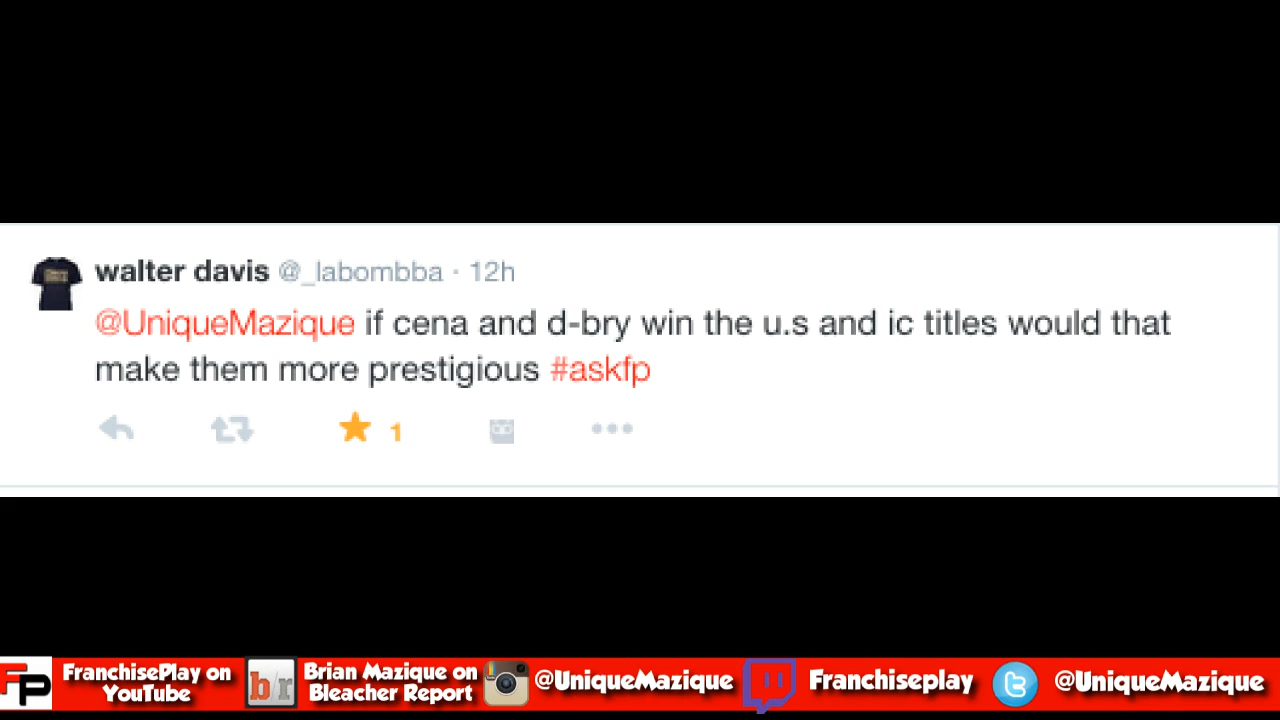 walter davis @_labombba · 12h
@UniqueMazique if cena and d-bry win the u.s and ic titles would that
make them more prestigious #askfp
1
FP
FranchisePlay on
YouTube
b/r
Brian Mazique on
Bleacher Report
@UniqueMazique
Franchiseplay
@UniqueMazique